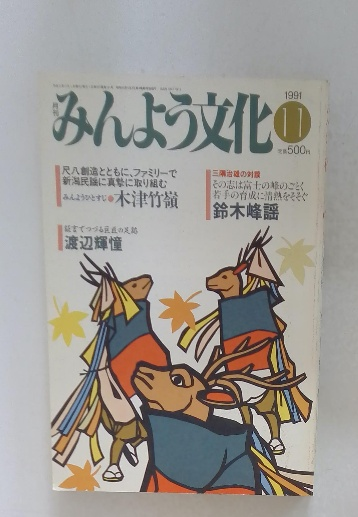 月刊
みんよう文化
1991
11
定価500円
尺八創造とともに、ファミリーで
新潟民謡に真摯に取り組む
みんようひとすじ●木津竹嶺
三隅治雄の対談
その志は富士の峰のごとく
若手の育成に情熱をそそぐ
鈴木峰謡
渡辺輝憧